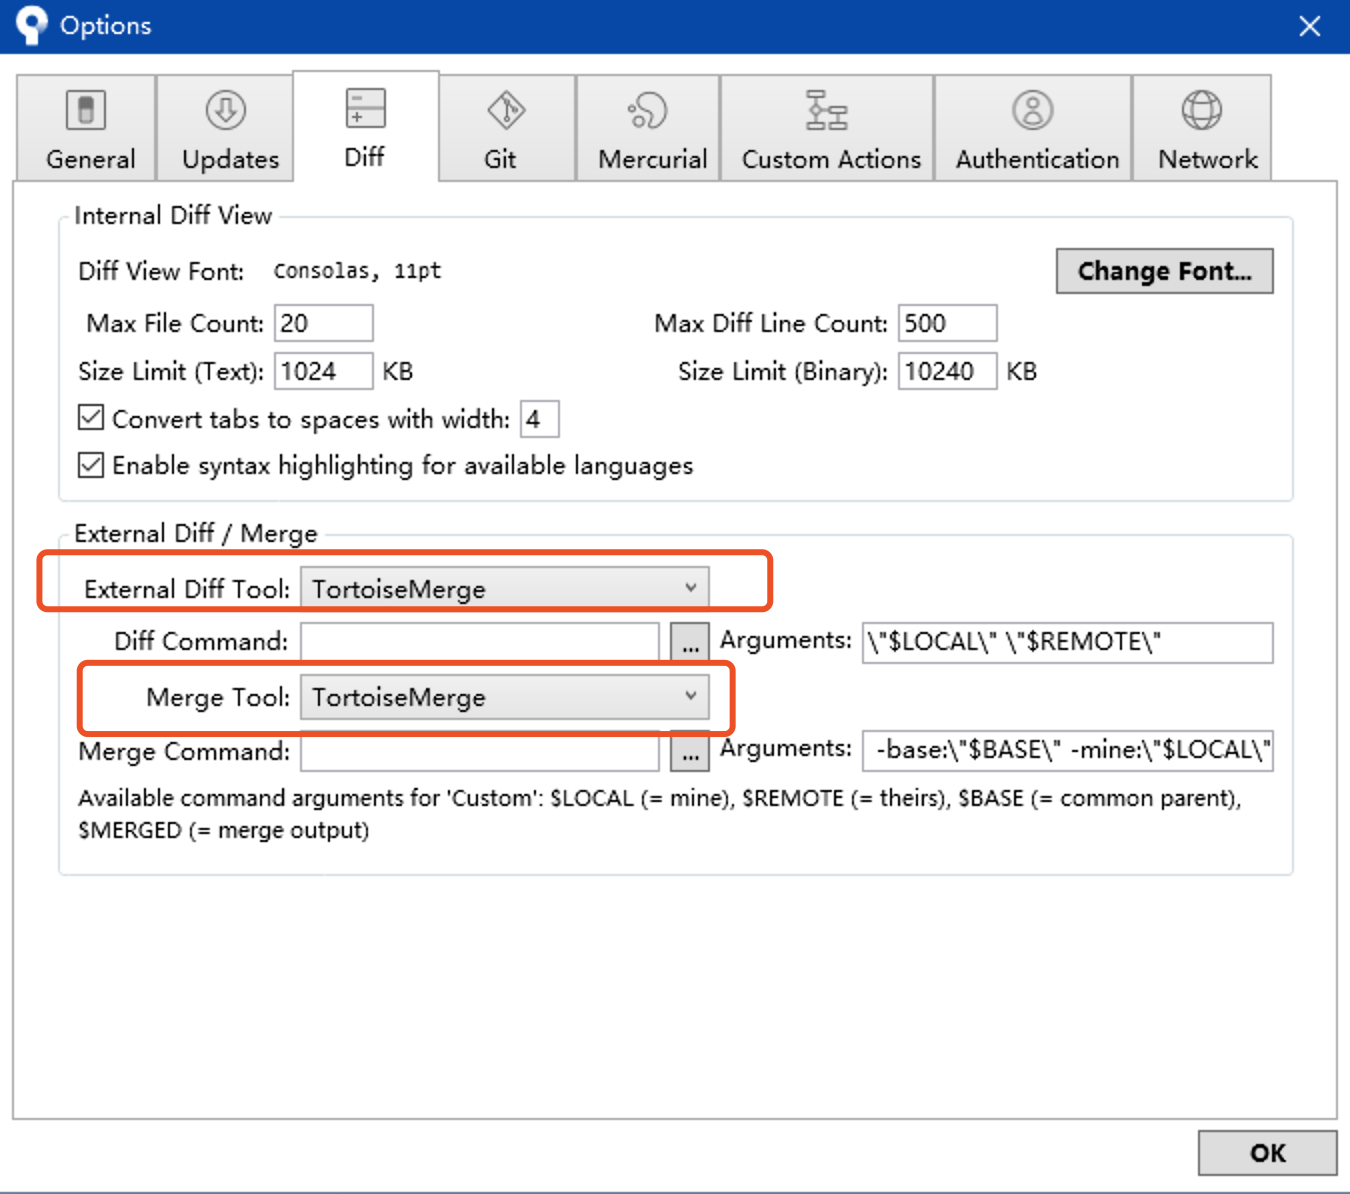 Options
General Updates Diff Git Mercurial Custom Actions Authentication Network
Internal Diff View
Diff View Font: Consolas, 11pt Change Font...
Max File Count: 20 Max Diff Line Count: 500
Size Limit (Text): 1024 KB Size Limit (Binary): 10240 KB
Convert tabs to spaces with width: 4
Enable syntax highlighting for available languages
External Diff / Merge
External Diff Tool: TortoiseMerge
Diff Command: ... Arguments: \"$LOCAL\" \"$REMOTE\"
Merge Tool: TortoiseMerge
Merge Command: ... Arguments: -base:\"$BASE\" -mine:\"$LOCAL\"
Available command arguments for 'Custom': $LOCAL (= mine), $REMOTE (= theirs), $BASE (= common parent),
$MERGED (= merge output)
OK